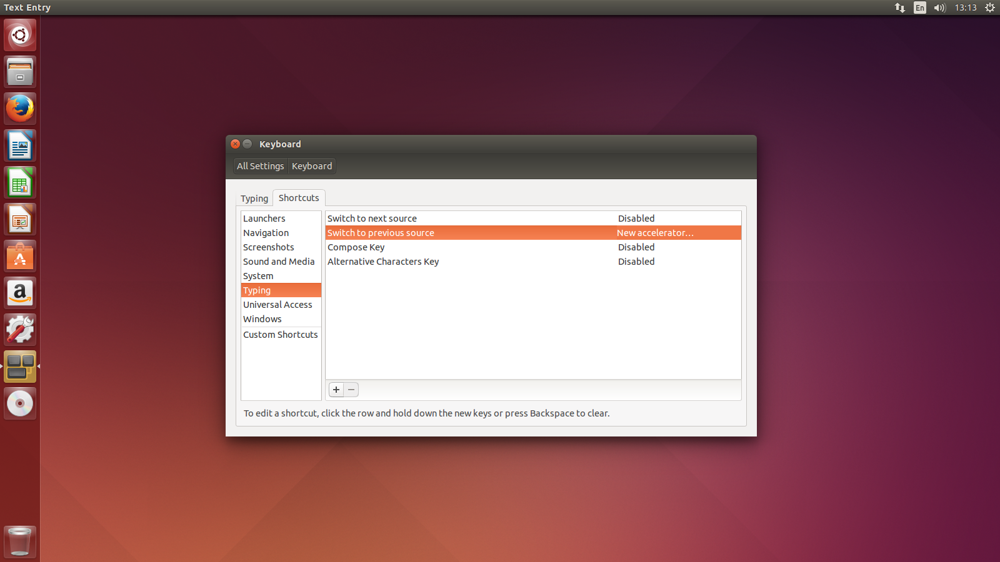 Text Entry
En
13:13
Keyboard
All Settings Keyboard
Typing Shortcuts
Launchers
Navigation
Screenshots
Sound and Media
System
Typing
Universal Access
Windows
Custom Shortcuts
Switch to next source Disabled
Switch to previous source New accelerator...
Compose Key Disabled
Alternative Characters Key Disabled
+ −
To edit a shortcut, click the row and hold down the new keys or press Backspace to clear.